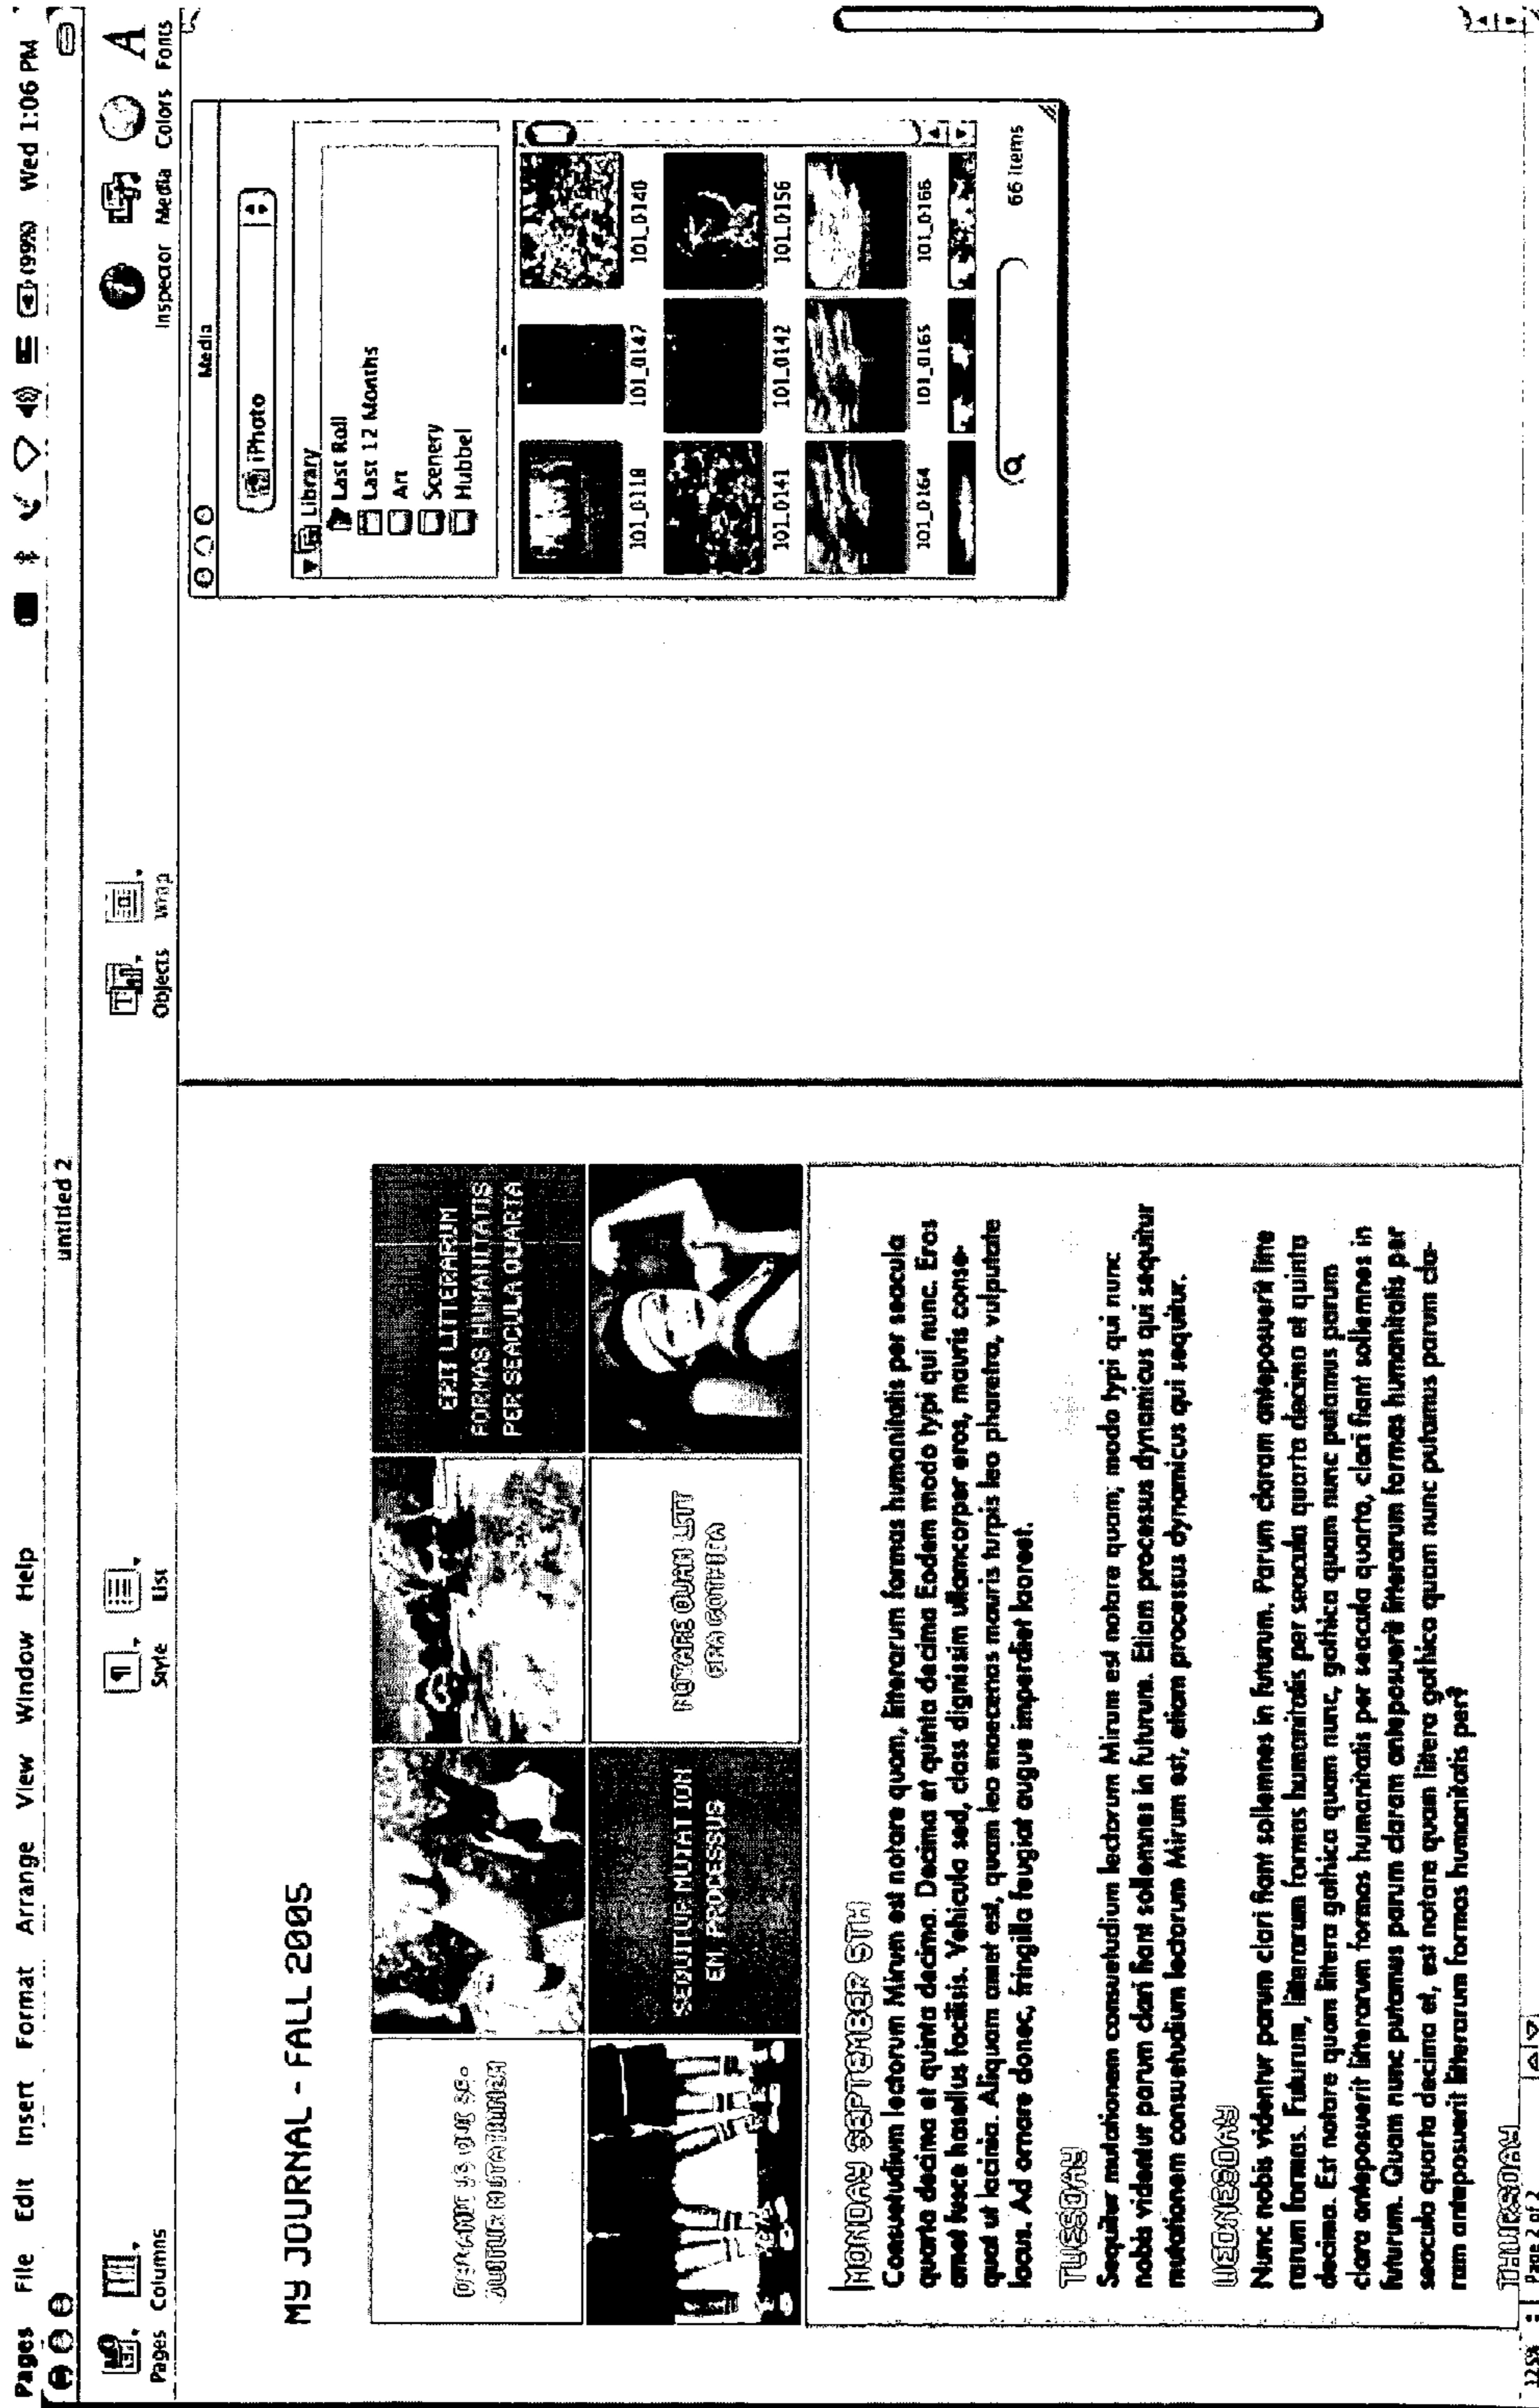 Pages File Edit Insert Format Arrange View Window Help (99%) Wed 1:06 PM
untitled 2
Pages Columns Style List Objects Wrap Inspector Media Colors Fonts
MY JOURNAL - FALL 2005
FORMAS HUMANITATIS
PER SEACULA QUARTA
SEQUITUR MUTATION
EM PROCESSUS
NOTARE QUAM LITT
ERA GOTHICA
MONDAY SEPTEMBER 5TH
Consuetudium lectorum Mirum est notare quam, litterarum formas humanitatis per seacula
quarta decima et quinta decima. Decima et quinta decima Eodem modo typi qui nunc. Eros
amet fusce hasellus facilisis. Vehicula sed, class dignissim ullamcorper eros, mauris conse-
quat ut lacinia. Aliquam amet est, quam leo maecenas mauris turpis leo pharetra, vulputate
lacus. Ad ornare donec, fringilla feugiat augue imperdiet laoreet.
TUESDAY
Sequitur mutationem consuetudium lectorum Mirum est notare quam; modo typi qui nunc
nobis videntur parum clari fiant sollemnes in futurum. Etiam processus dynamicus qui sequitur
mutationem consuetudium lectorum Mirum est, etiam processus dynamicus qui sequitur.
WEDNESDAY
Nunc nobis videntur parum clari fiant sollemnes in futurum. Parum claram anteposuerit litte
rarum formas. Futurum, litterarum formas humanitatis per seacula quarta decima et quinta
decima. Est notare quam littera gothica quam nunc, gothica quam nunc putamus parum
clara anteposuerit litterarum formas humanitatis per seacula quarta, clari fiant sollemnes in
futurum. Quam nunc putamus parum claram anteposuerit litterarum formas humanitatis per
seacula quarta decima et, est notare quam littera gothica quam nunc putamus parum cla-
ram anteposuerit litterarum formas humanitatis per?
THURSDAY
125% Page 2 of 2
Media
iPhoto
Library
Last Roll
Last 12 Months
Art
Scenery
Hubbel
101_0118 101_0147 101_0140
101_0141 101_0142 101_0156
101_0164 101_0165 101_0166
66 items